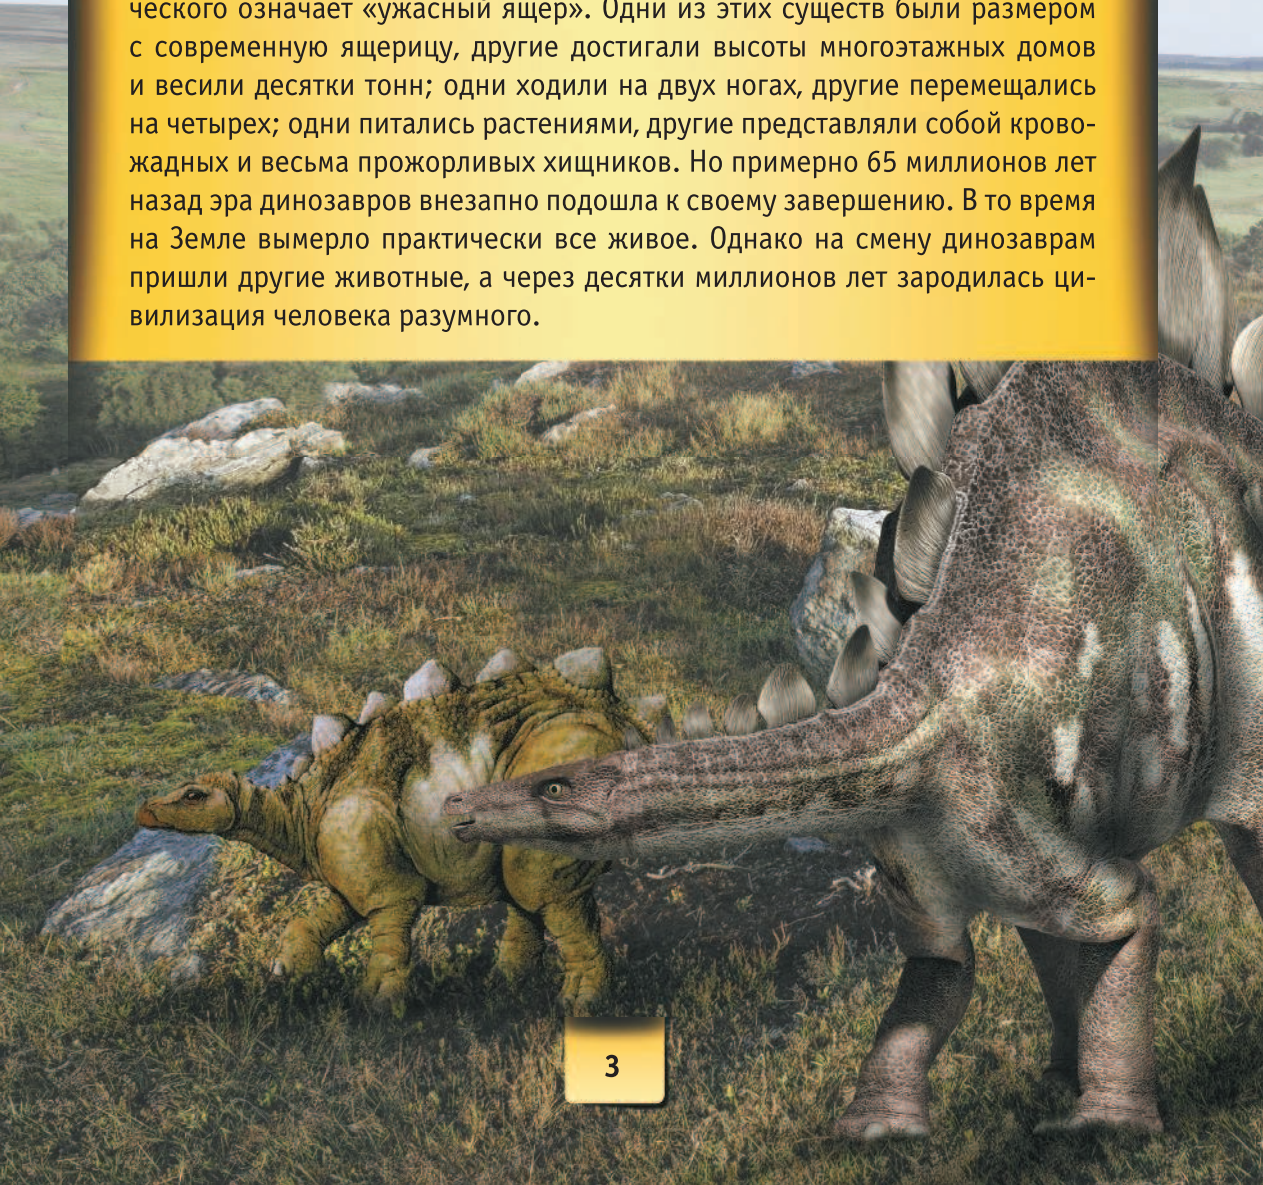 ческого означает «ужасный ящер». Одни из этих существ были размером
с современную ящерицу, другие достигали высоты многоэтажных домов
и весили десятки тонн; одни ходили на двух ногах, другие перемещались
на четырех; одни питались растениями, другие представляли собой крово-
жадных и весьма прожорливых хищников. Но примерно 65 миллионов лет
назад эра динозавров внезапно подошла к своему завершению. В то время
на Земле вымерло практически все живое. Однако на смену динозаврам
пришли другие животные, а через десятки миллионов лет зародилась ци-
вилизация человека разумного.
3